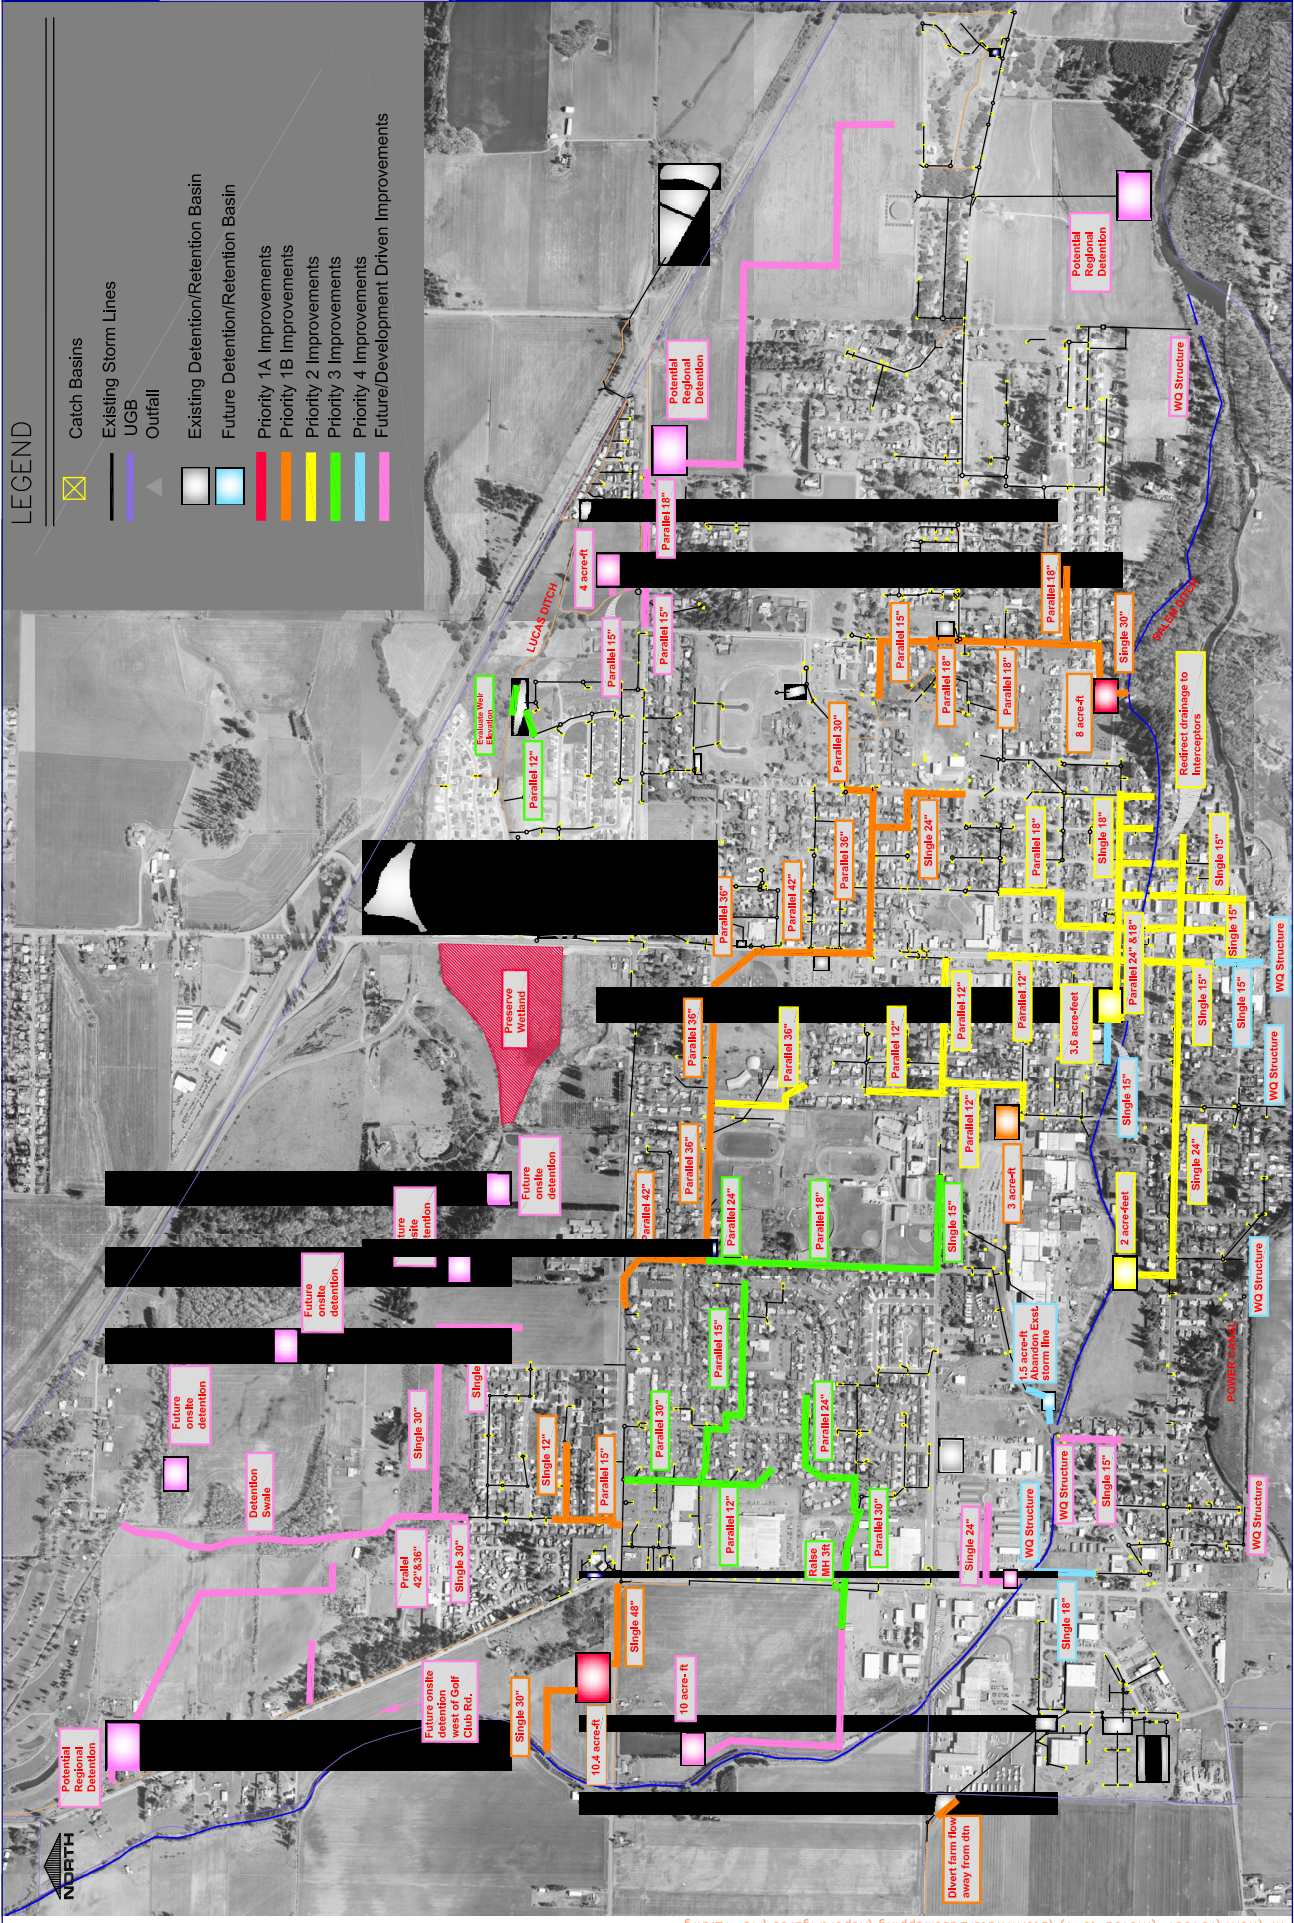 LEGEND
Catch Basins
Existing Storm Lines
UGB
Outfall
Existing Detention/Retention Basin
Future Detention/Retention Basin
Priority 1A Improvements
Priority 1B Improvements
Priority 2 Improvements
Priority 3 Improvements
Priority 4 Improvements
Future/Development Driven Improvements
Potential
Regional
Detention
Potential
Regional
Detention
WQ Structure
Parallel 18"
4 acre-ft
LUCAS DITCH
Parallel 15"
Parallel 15"
Parallel 18"
Parallel 15"
Single 30"
SALEM DITCH
Parallel 18"
Parallel 18"
8 acre-ft
Evaluate Weir
Elevation
Parallel 12"
Parallel 30"
Redirect drainage to
Interceptors
Parallel 36"
Single 24"
Parallel 18"
Single 18"
Single 15"
Parallel 36"
Parallel 42"
Parallel 24" &18"
Single 15"
WQ Structure
Preserve
Wetland
Parallel 36"
Parallel 36"
Parallel 12"
Parallel 12"
Parallel 12"
3.6 acre-feet
Single 15"
Single 15"
WQ Structure
Single 15"
Parallel 12"
Future
onsite
detention
Parallel 36"
Parallel 42"
Parallel 24"
Parallel 18"
Single 15"
3 acre-ft
2 acre-feet
Single 24"
WQ Structure
uture
nsite
etention
Future
onsite
detention
Future
onsite
detention
Detention
Swale
Single 30"
Single
Single 12"
Parallel 15"
Parallel 30"
Parallel 15"
Parallel 24"
1.5 acre-ft
Abandon Exst.
storm line
POWER CANAL
Parallel 12"
Raise
MH 3ft
Parallel 30"
Single 24"
WQ Structure
WQ Structure
Single 15"
WQ Structure
Prallel
42"&36"
Single 30"
Single 48"
Single 18"
Future onsite
detention
west of Golf
Club Rd.
Single 30"
10.4 acre-ft
10 acre- ft
Potential
Regional
Detention
Divert farm flow
away from dtn
NORTH